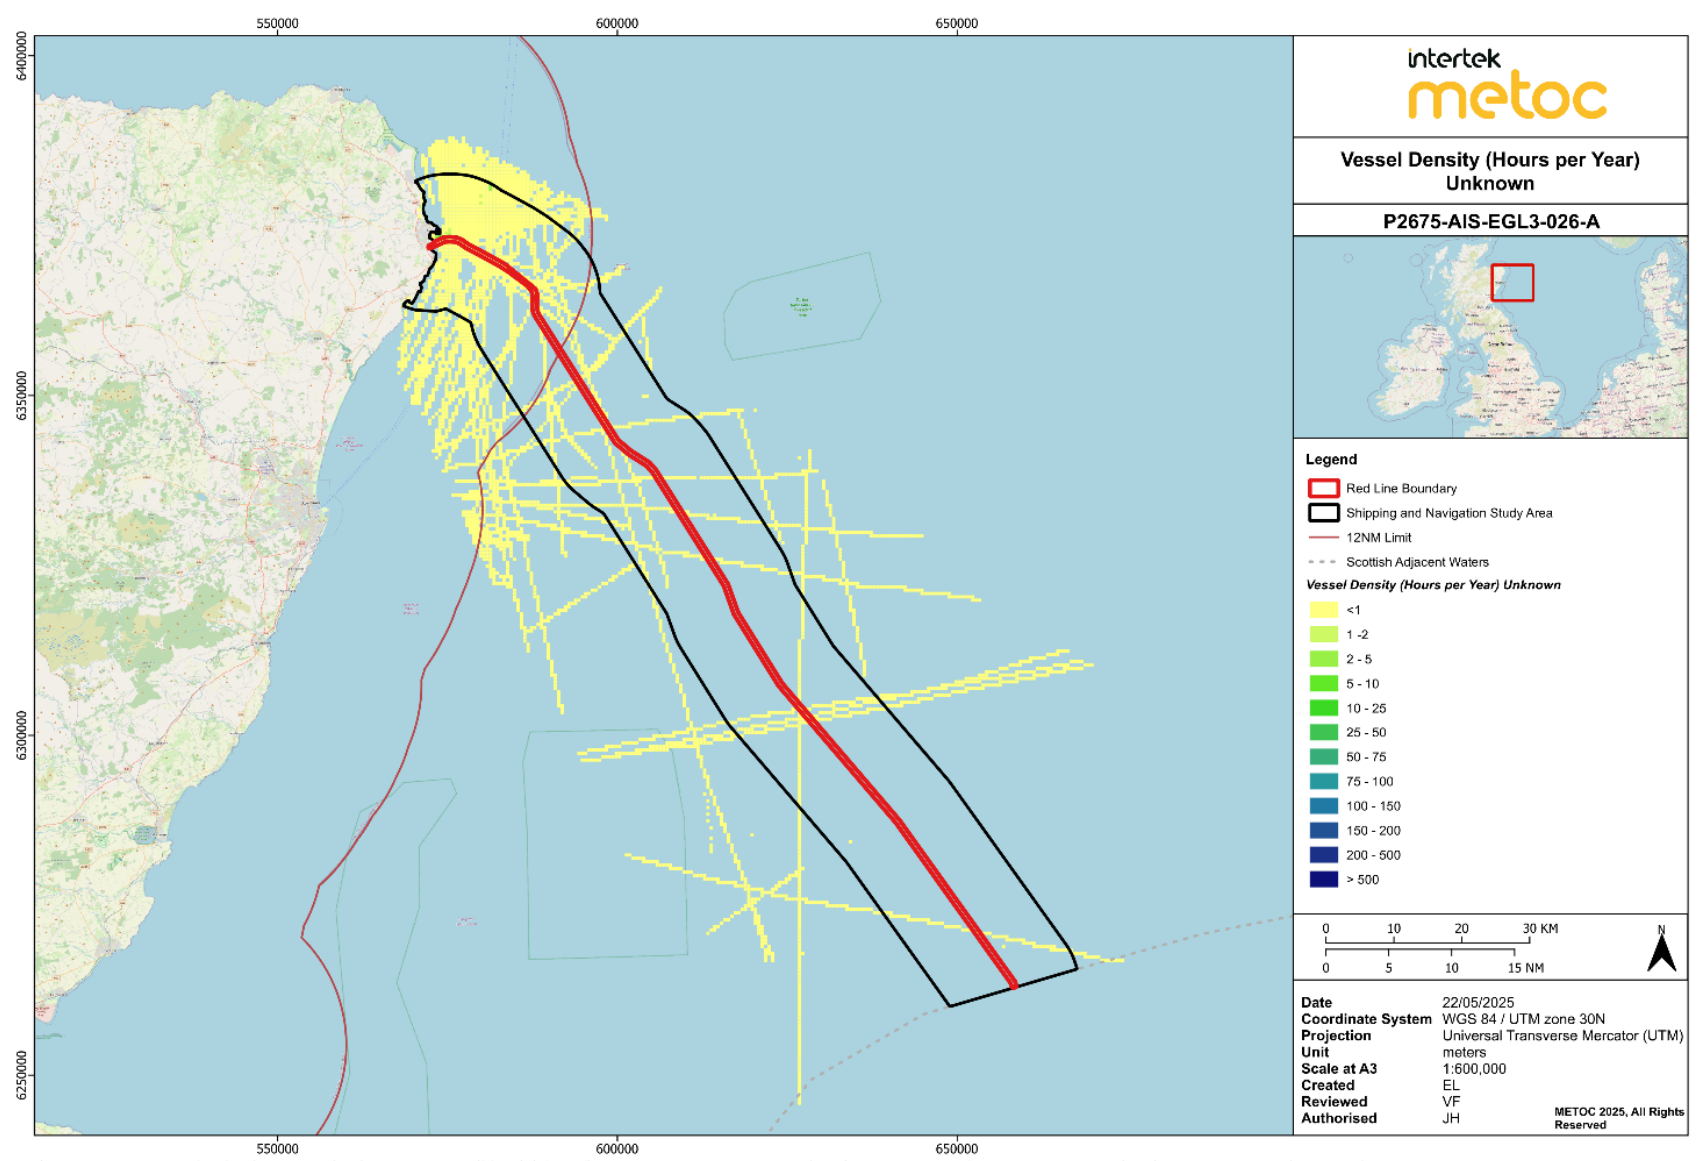 550000
600000
650000
6400000
6350000
6300000
6250000
550000
600000
650000
intertek
metoc
Vessel Density (Hours per Year)
Unknown
P2675-AIS-EGL3-026-A
Legend
Red Line Boundary
Shipping and Navigation Study Area
12NM Limit
Scottish Adjacent Waters
Vessel Density (Hours per Year) Unknown
<1
1 -2
2 - 5
5 - 10
10 - 25
25 - 50
50 - 75
75 - 100
100 - 150
150 - 200
200 - 500
> 500
0 10 20 30 KM
0 5 10 15 NM
N
Date 22/05/2025
Coordinate System WGS 84 / UTM zone 30N
Projection Universal Transverse Mercator (UTM)
Unit meters
Scale at A3 1:600,000
Created EL
Reviewed VF
Authorised JH
METOC 2025, All Rights
Reserved